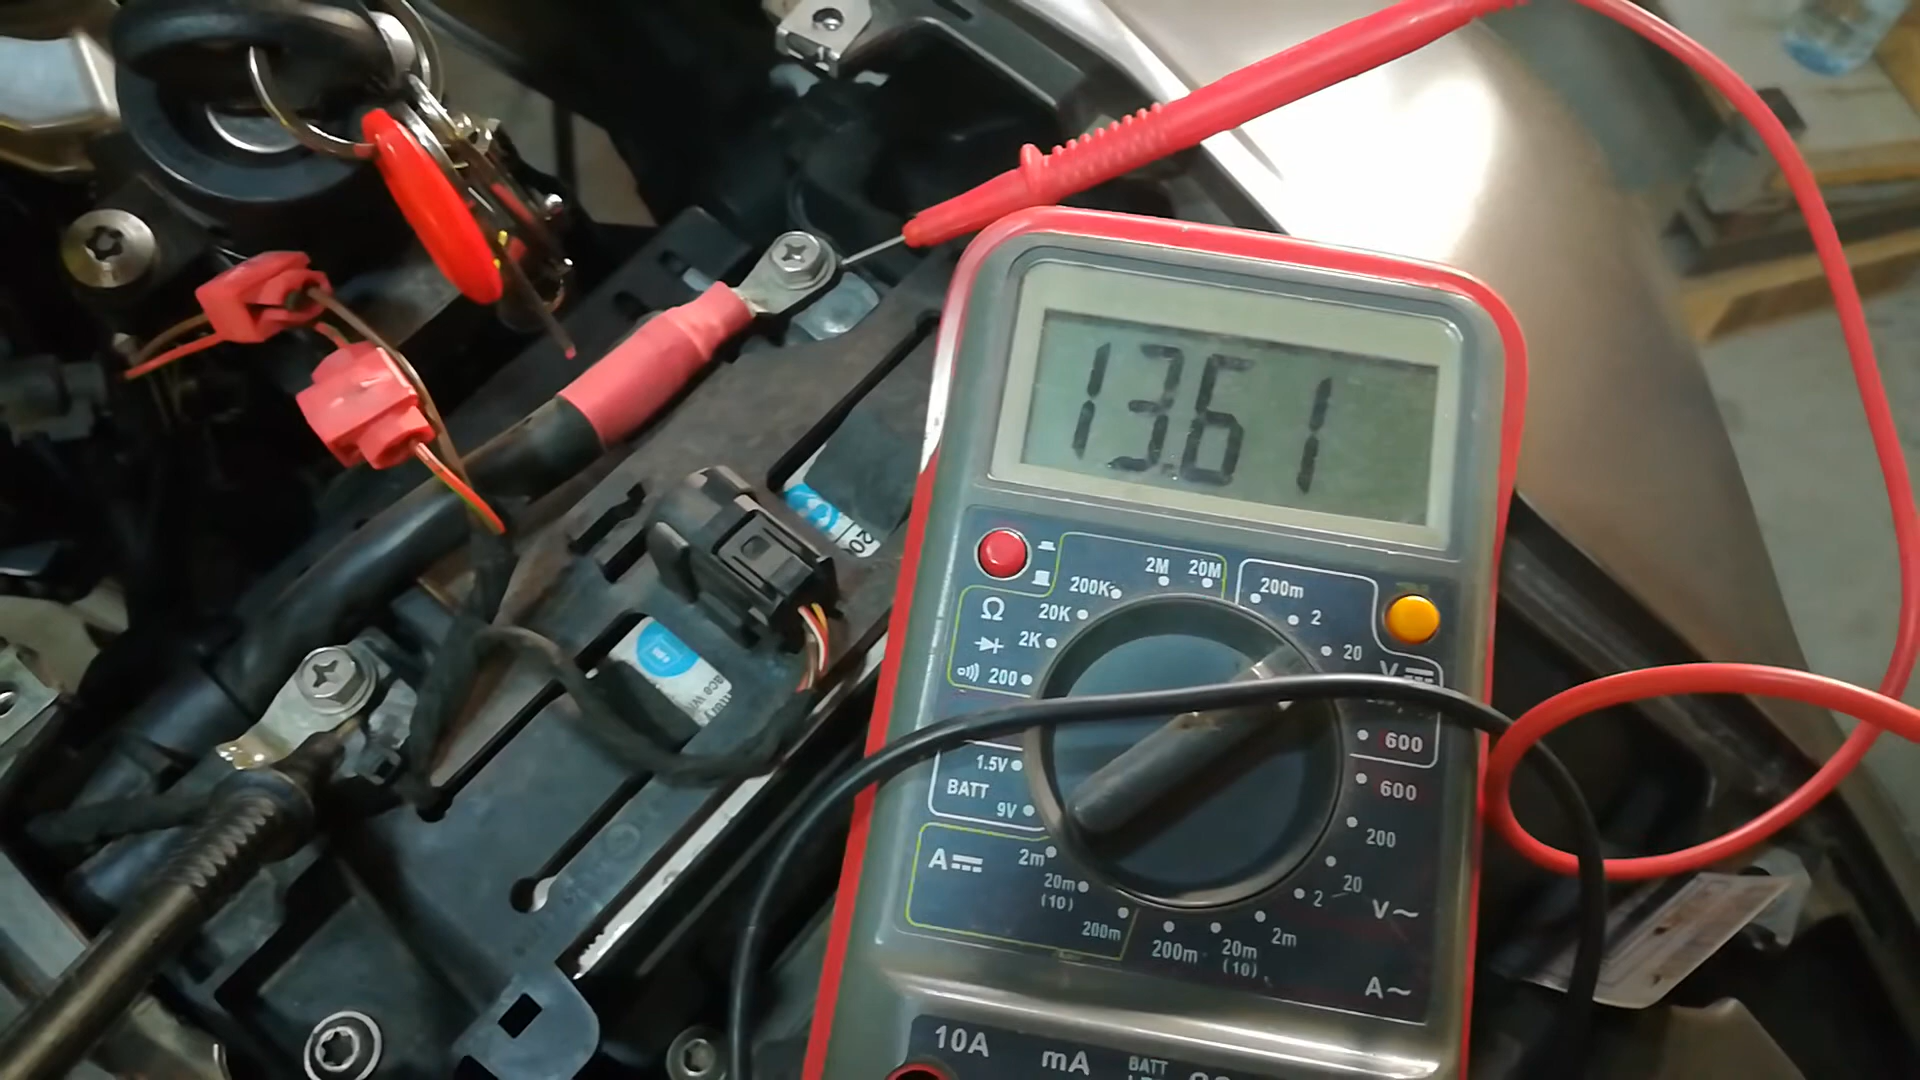 13.61
2M 20M
200K 200m
Ω 20K 2
2K 20
200 V
600
1.5V
BATT 600
9V
200
A 2m
20m 20
(10) 2 V~
200m 2m
200m 20m
(10) A~
10A mA BATT